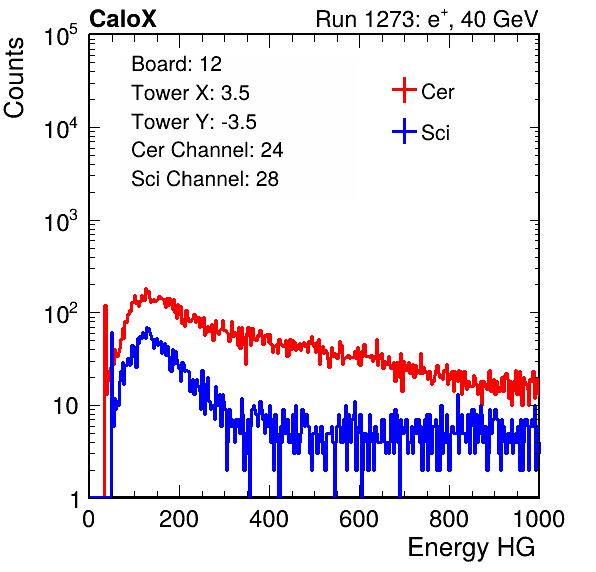 CaloX Run 1273: e⁺, 40 GeV
Counts
10⁵
10⁴
10³
10²
10
1
Board: 12
Tower X: 3.5
Tower Y: -3.5
Cer Channel: 24
Sci Channel: 28
Cer
Sci
0 200 400 600 800 1000
Energy HG